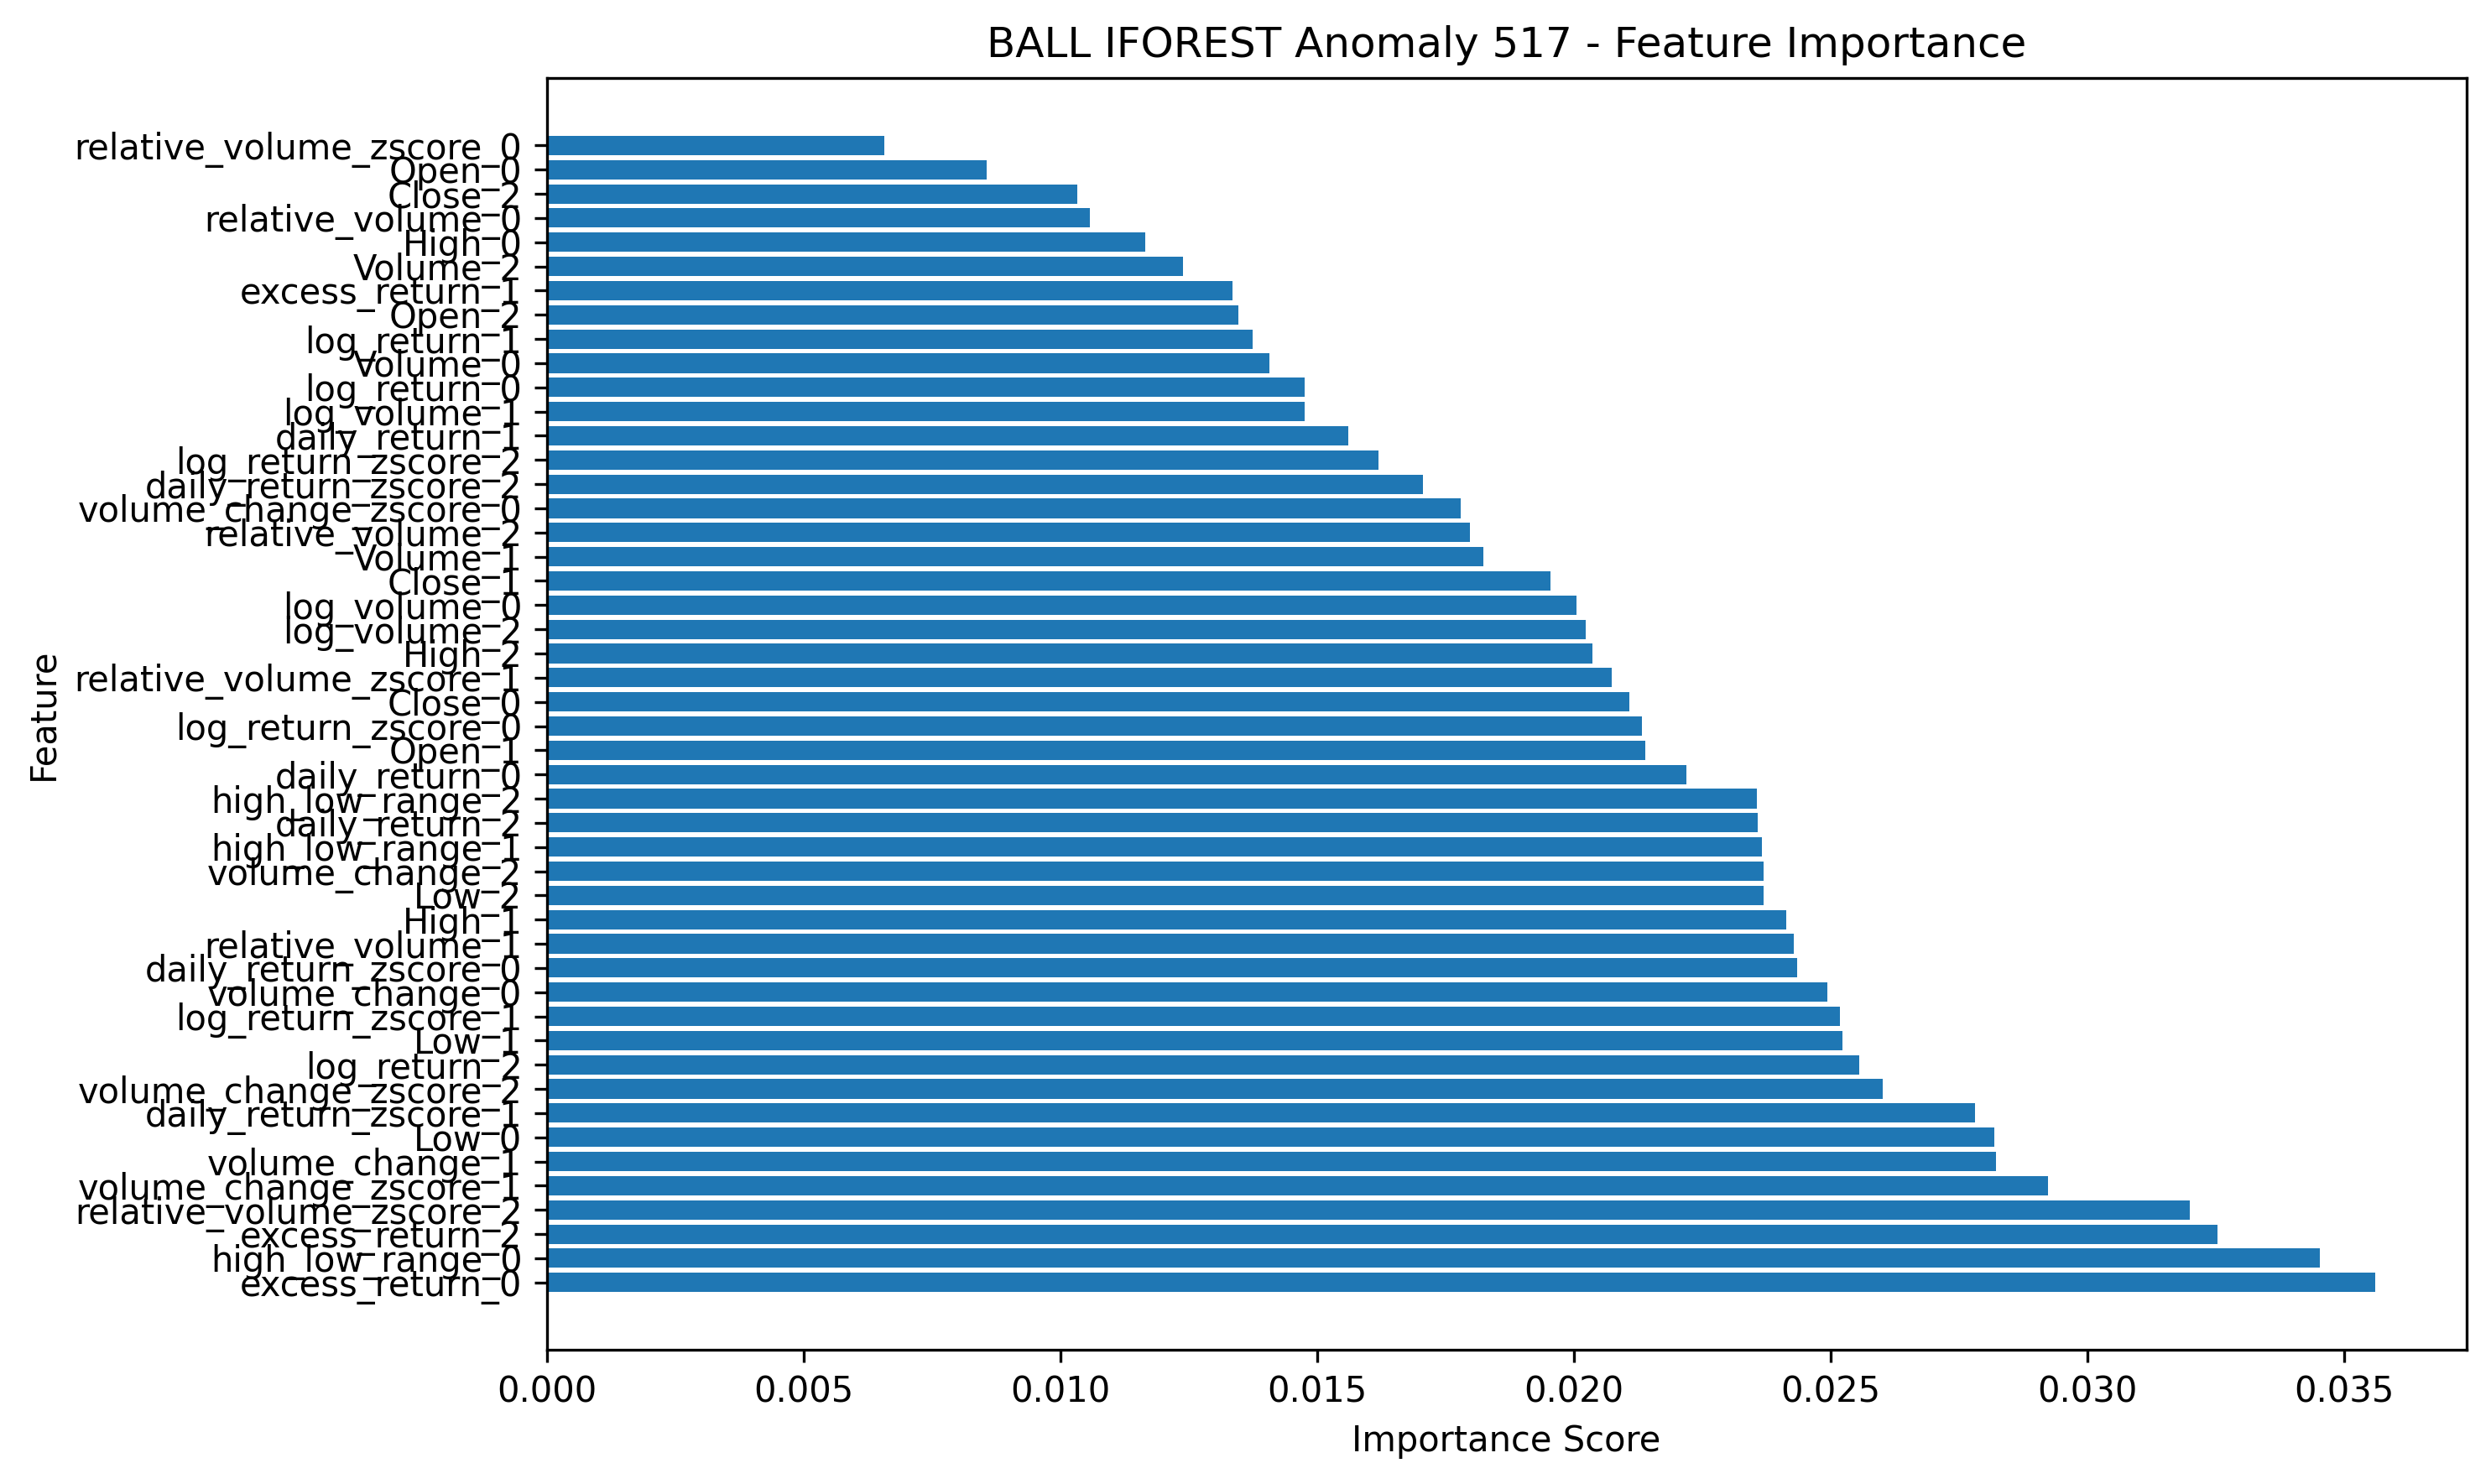 BALL IFOREST Anomaly 517 - Feature Importance
relative_volume_zscore_0
Open_0
Close_2
relative_volume_0
High_0
Volume_2
excess_return_1
Open_2
log_return_1
Volume_0
log_return_0
log_volume_1
daily_return_1
log_return_zscore_2
daily_return_zscore_2
volume_change_zscore_0
relative_volume_2
Volume_1
Close_1
log_volume_0
log_volume_2
High_2
relative_volume_zscore_1
Close_0
log_return_zscore_0
Open_1
daily_return_0
high_low_range_2
daily_return_2
high_low_range_1
volume_change_2
Low_2
High_1
relative_volume_1
daily_return_zscore_0
volume_change_0
log_return_zscore_1
Low_1
log_return_2
volume_change_zscore_2
daily_return_zscore_1
Low_0
volume_change_1
volume_change_zscore_1
relative_volume_zscore_2
excess_return_2
high_low_range_0
excess_return_0
Feature
0.000 0.005 0.010 0.015 0.020 0.025 0.030 0.035
Importance Score